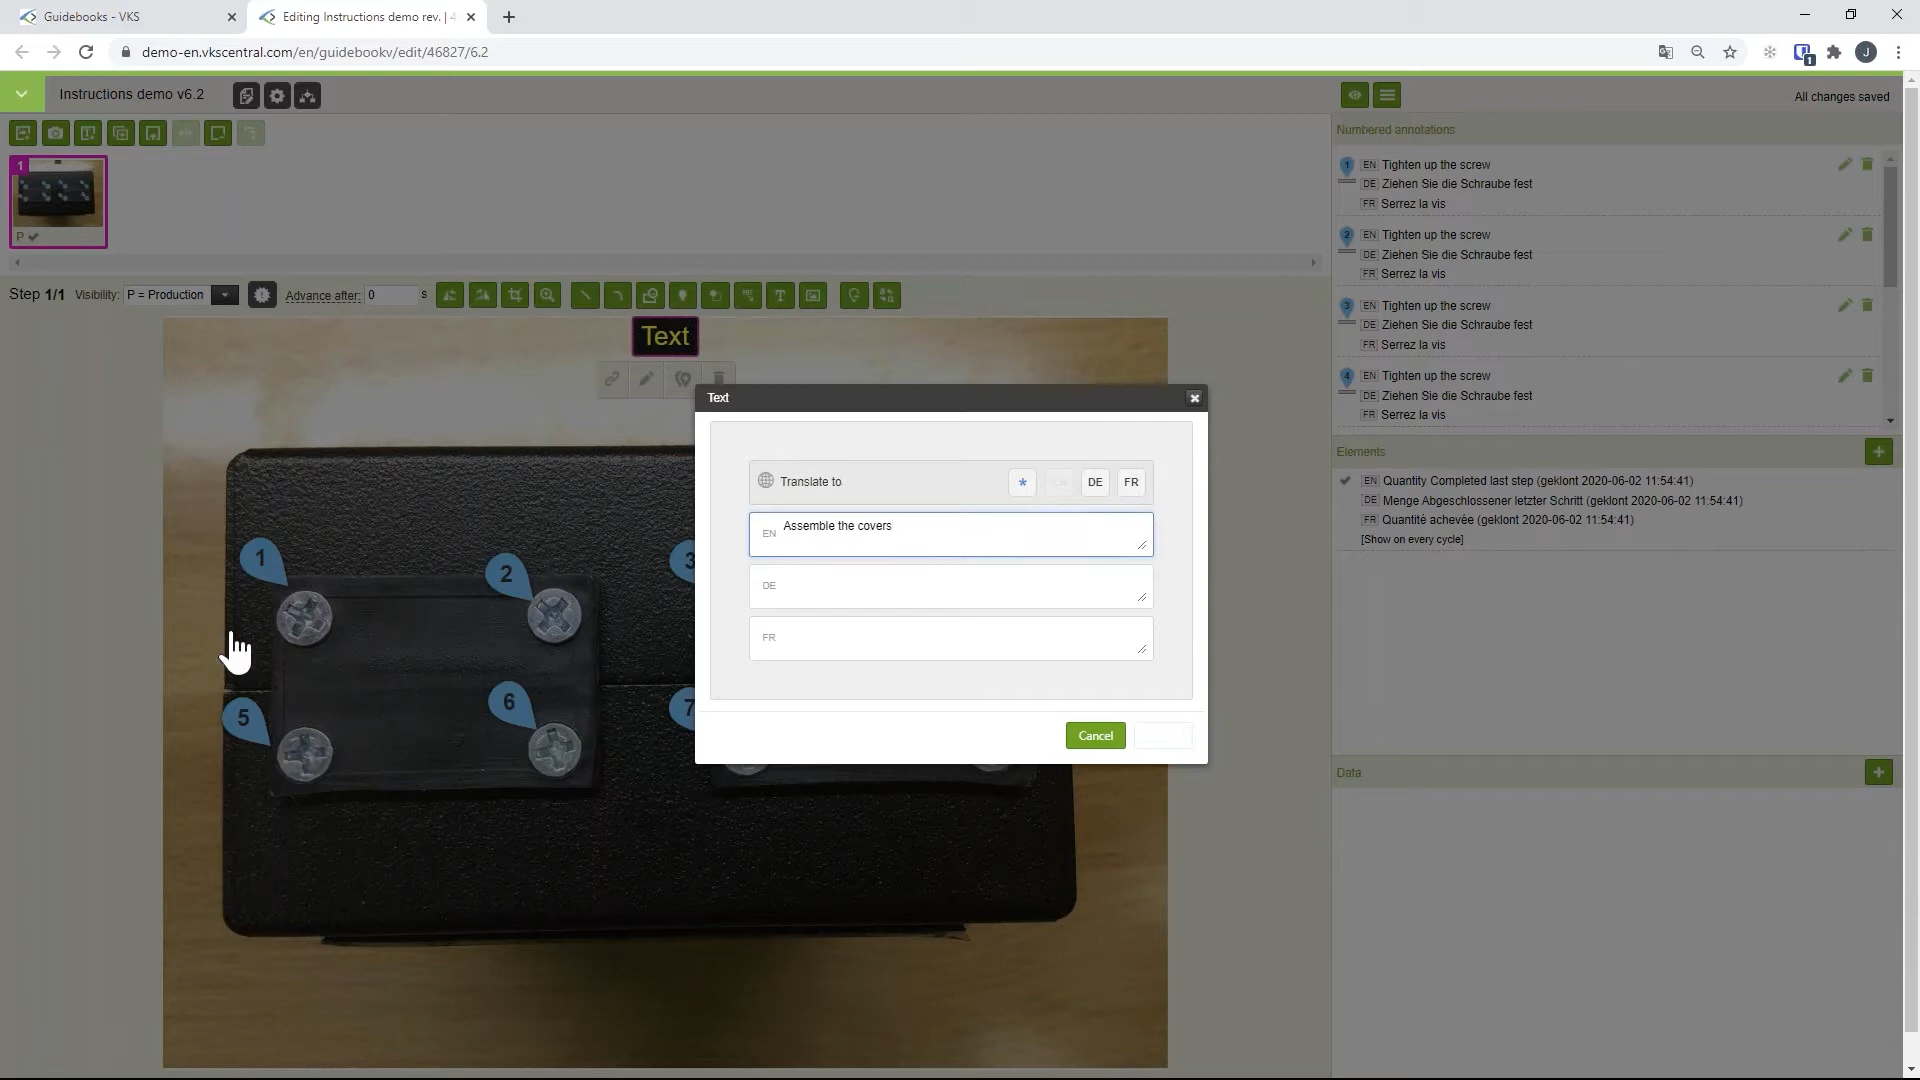 Guidebooks - VKS
Editing Instructions demo rev. | 4
demo-en.vkscentral.com/en/guidebookv/edit/46827/6.2
1
J
Instructions demo v6.2
All changes saved
1
P
Step 1/1 Visibility: P = Production
Advance after: 0 s
T
Text
1
2
3
5
6
7
Text
Translate to
* DE FR
EN Assemble the covers
DE
FR
Cancel
Numbered annotations
1 EN Tighten up the screw
DE Ziehen Sie die Schraube fest
FR Serrez la vis
2 EN Tighten up the screw
DE Ziehen Sie die Schraube fest
FR Serrez la vis
3 EN Tighten up the screw
DE Ziehen Sie die Schraube fest
FR Serrez la vis
4 EN Tighten up the screw
DE Ziehen Sie die Schraube fest
FR Serrez la vis
Elements
EN Quantity Completed last step (geklont 2020-06-02 11:54:41)
DE Menge Abgeschlossener letzter Schritt (geklont 2020-06-02 11:54:41)
FR Quantité achevée (geklont 2020-06-02 11:54:41)
[Show on every cycle]
Data